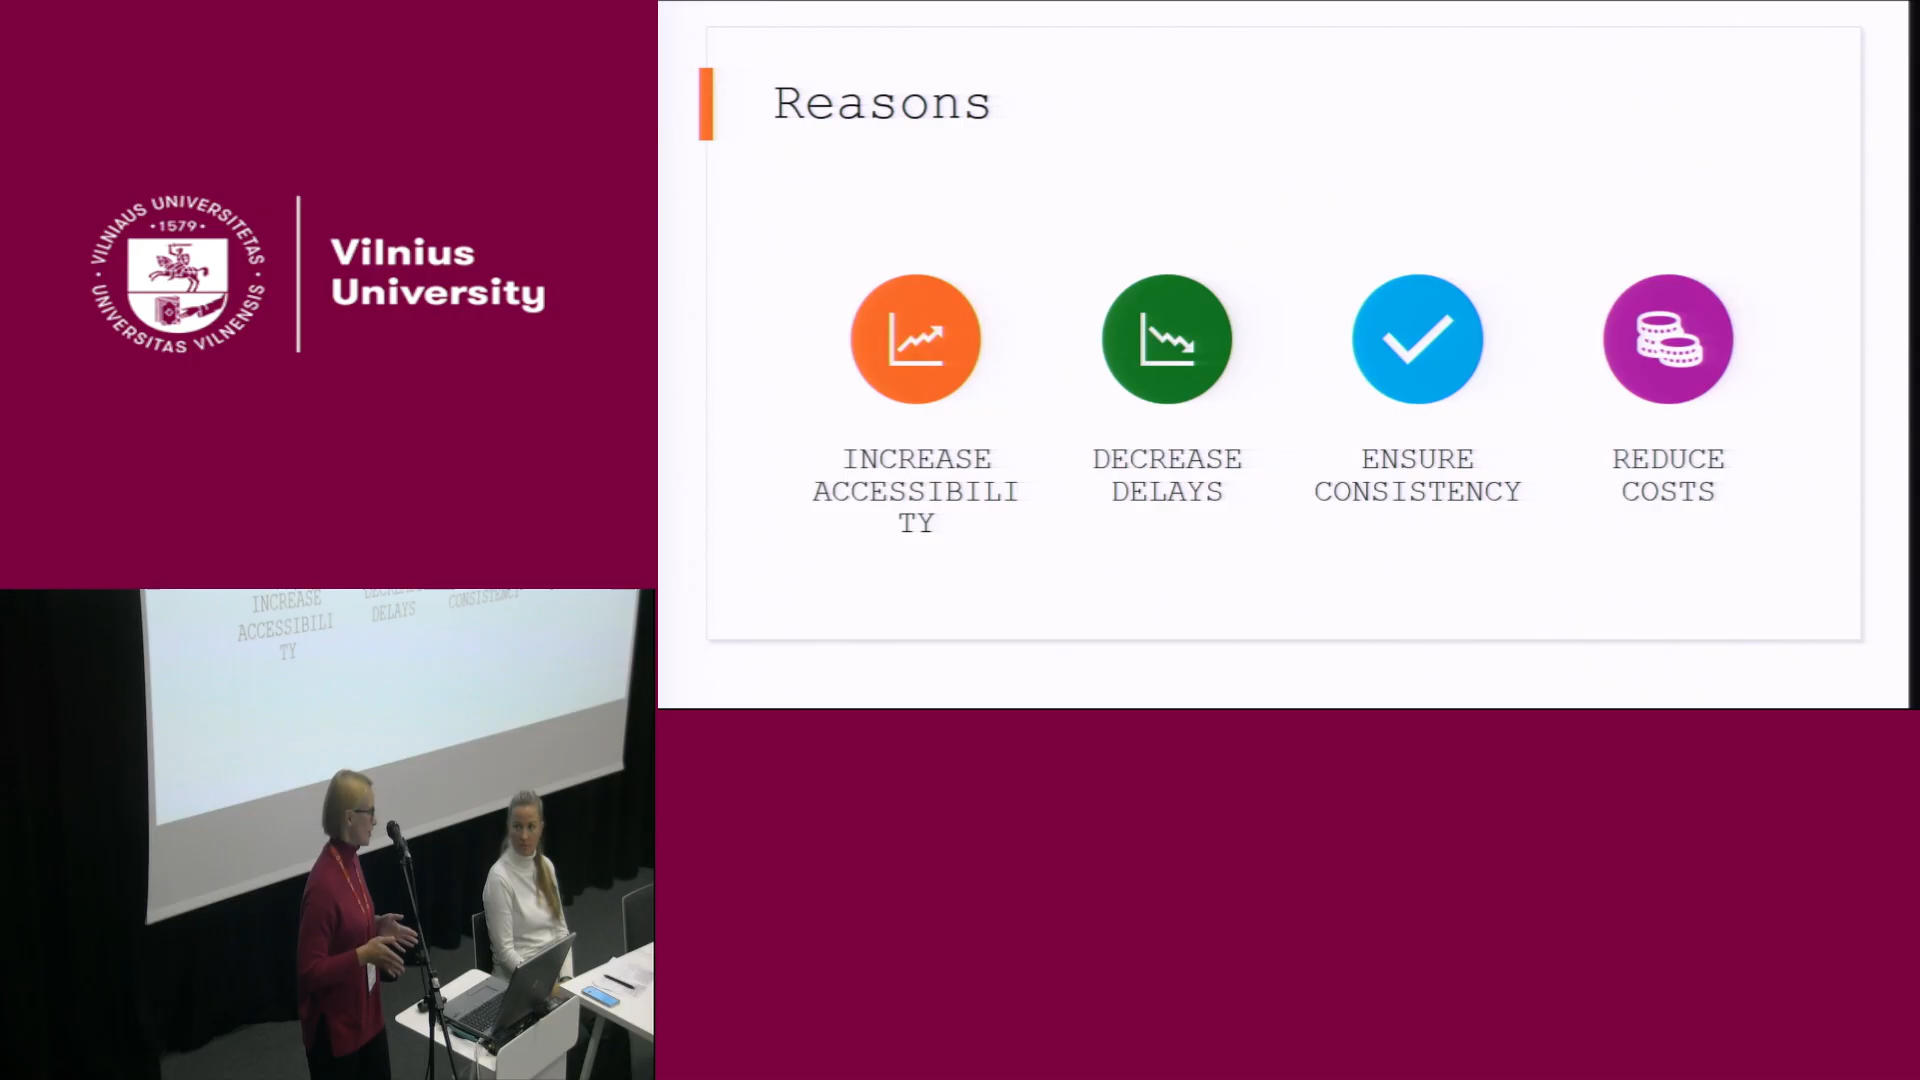 VILNIAUS UNIVERSITETAS
· 1579 ·
UNIVERSITAS VILNENSIS
Vilnius
University
Reasons
INCREASE
ACCESSIBILI
TY
DECREASE
DELAYS
ENSURE
CONSISTENCY
REDUCE
COSTS
INCREASE
ACCESSIBILI
TY
DELAYS
CONSISTENCY